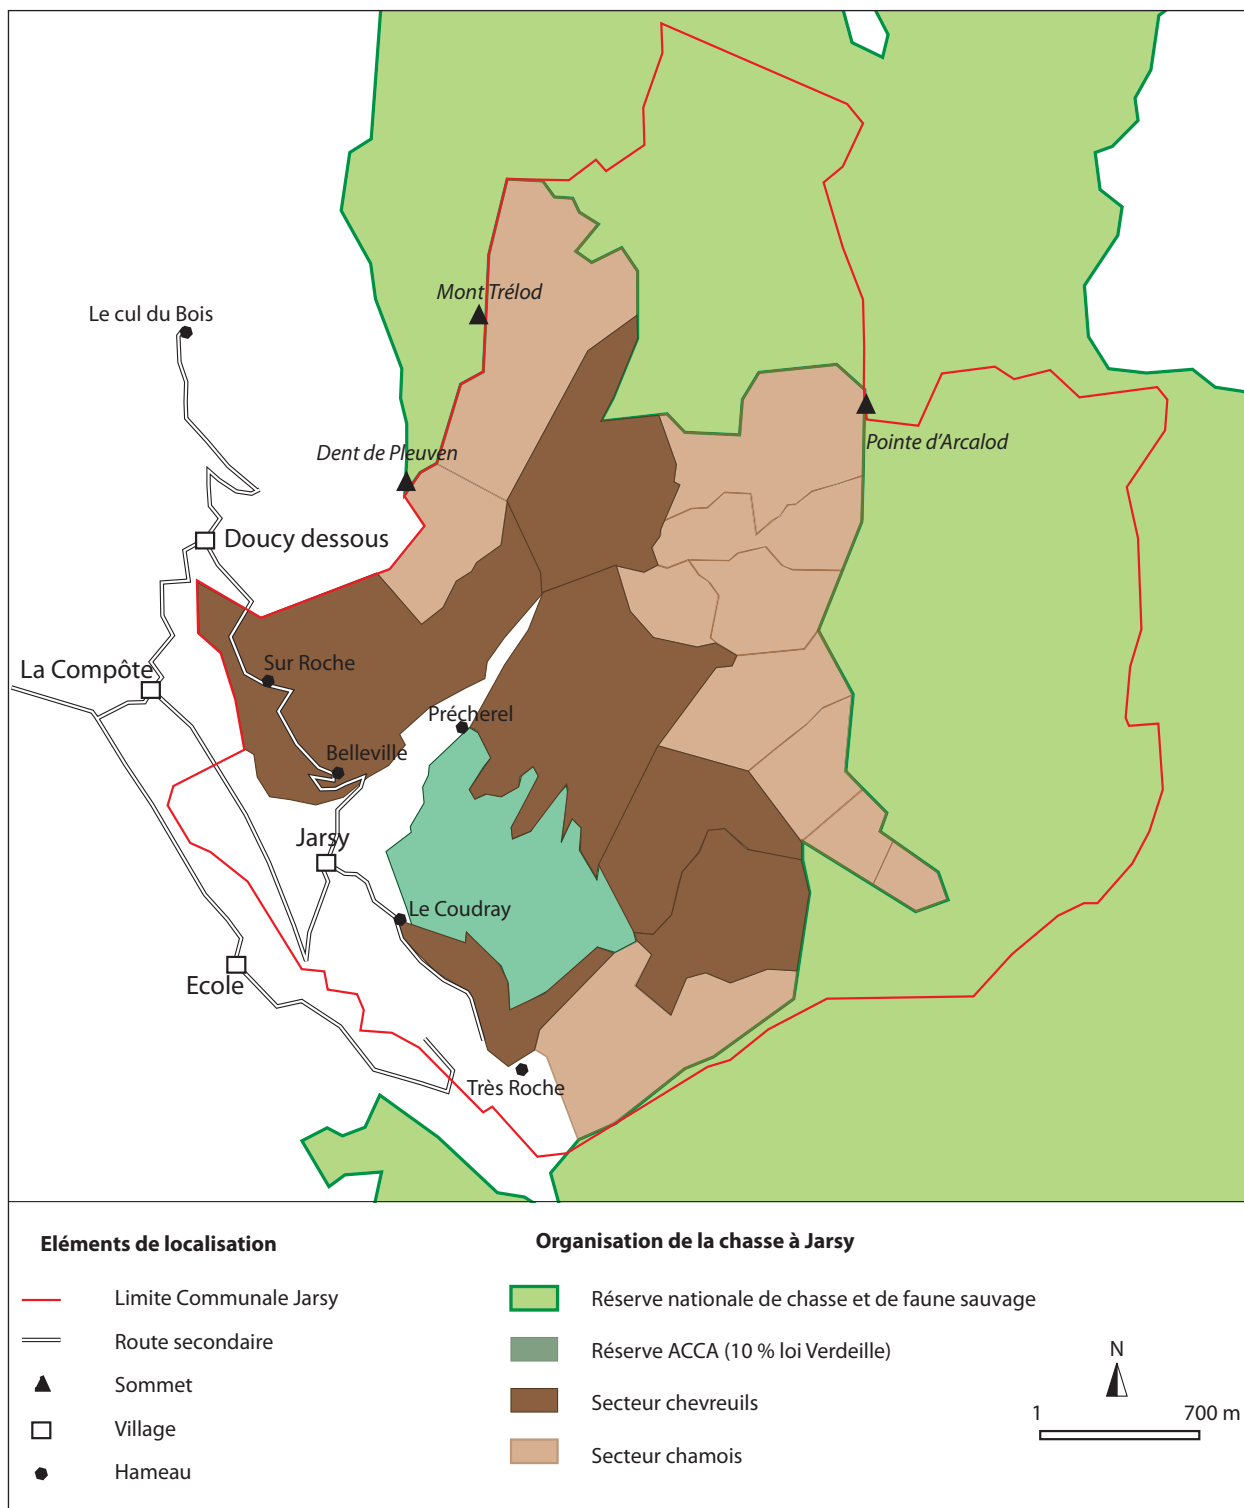 Mont Trélod
Le cul du Bois
Pointe d'Arcalod
Dent de Pleuven
Doucy dessous
La Compôte
Sur Roche
Précherel
Belleville
Jarsy
Le Coudray
Ecole
Très Roche
Eléments de localisation
Limite Communale Jarsy
Route secondaire
Sommet
Village
Hameau
Organisation de la chasse à Jarsy
Réserve nationale de chasse et de faune sauvage
Réserve ACCA (10 % loi Verdeille)
Secteur chevreuils
Secteur chamois
N
1 700 m